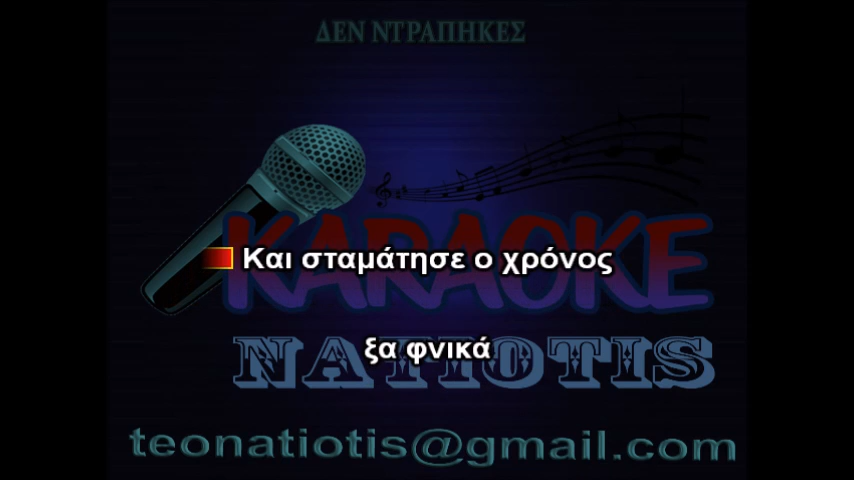 ΔΕΝ ΝΤΡΑΠΗΚΕΣ
KARAOKE
Και σταμάτησε ο χρόνος
ξα φνικά
NATIOTIS
teonatiotis@gmail.com